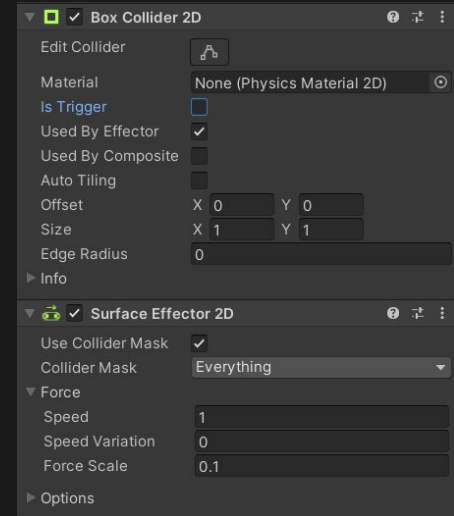 Box Collider 2D
Edit Collider
Material None (Physics Material 2D)
Is Trigger
Used By Effector
Used By Composite
Auto Tiling
Offset X 0 Y 0
Size X 1 Y 1
Edge Radius 0
Info
Surface Effector 2D
Use Collider Mask
Collider Mask Everything
Force
Speed 1
Speed Variation 0
Force Scale 0.1
Options